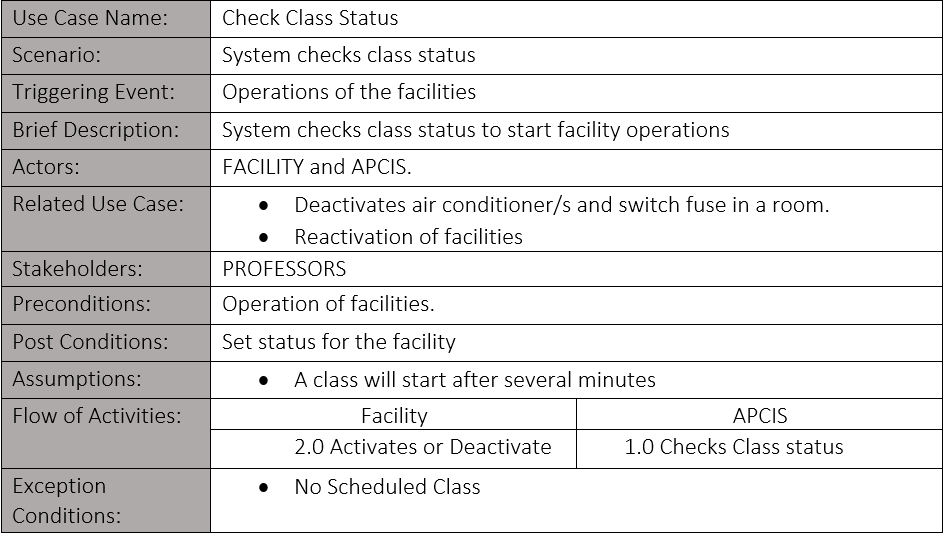 Use Case Name: Check Class Status
Scenario: System checks class status
Triggering Event: Operations of the facilities
Brief Description: System checks class status to start facility operations
Actors: FACILITY and APCIS.
Related Use Case: • Deactivates air conditioner/s and switch fuse in a room.
• Reactivation of facilities
Stakeholders: PROFESSORS
Preconditions: Operation of facilities.
Post Conditions: Set status for the facility
Assumptions: • A class will start after several minutes
Flow of Activities: Facility APCIS
2.0 Activates or Deactivate 1.0 Checks Class status
Exception • No Scheduled Class
Conditions: